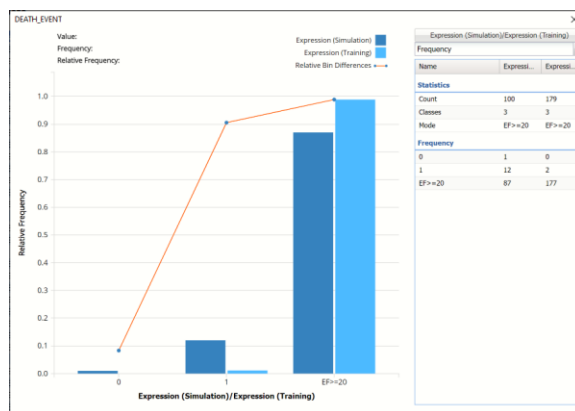 DEATH_EVENT
Value:
Frequency:
Relative Frequency:
Expression (Simulation)
Expression (Training)
Relative Bin Differences
1.0
0.9
0.8
0.7
0.6
0.5
0.4
0.3
0.2
0.1
0.0
Relative Frequency
0 1 EF>=20
Expression (Simulation)/Expression (Training)
Expression (Simulation)/Expression (Training)
Frequency
Name Expressi... Expressi...
Statistics
Count 100 179
Classes 3 3
Mode EF>=20 EF>=20
Frequency
0 1 0
1 12 2
EF>=20 87 177